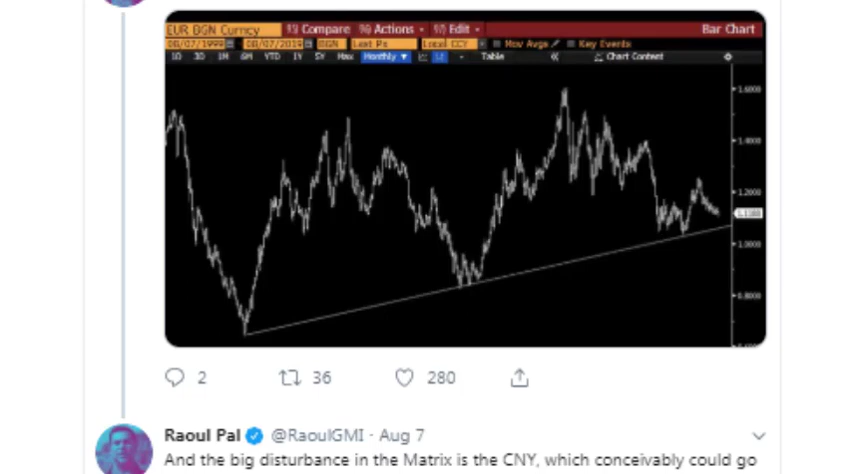 EUR BGN Curncy 91) Compare 96) Actions 97) Edit Bar Chart
08/07/1999 08/07/2019 BGN Last Px Local CCY Mov Avgs Key Events
1D 3D 1M 6M YTD 1Y 5Y Max Monthly ▼ Table « Chart Content
1.6000
1.4000
1.2000
1.0000
0.8000
2 36 280
Raoul Pal @RaoulGMI · Aug 7
And the big disturbance in the Matrix is the CNY, which conceivably could go